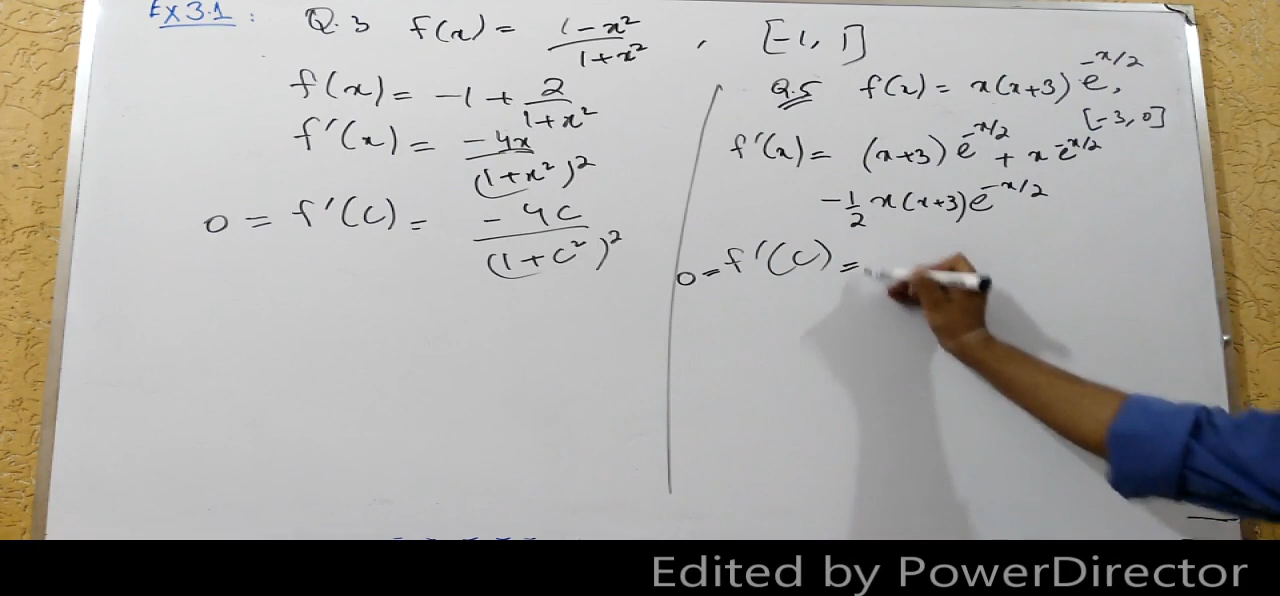 Ex 3.1 : Q.3 f(x) = (1-x²)/(1+x²) , [-1, 1]
f(x) = -1 + 2/(1+x²)
f'(x) = -4x/(1+x²)²
0 = f'(c) = -4c/(1+c²)²
Q.5 f(x) = x(x+3) e^(-x/2),
[-3, 0]
f'(x) = (x+3) e^(-x/2) + x e^(-x/2)
-1/2 x(x+3) e^(-x/2)
0 = f'(c) =
Edited by PowerDirector